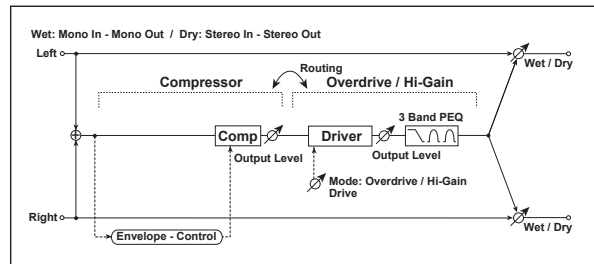 Wet: Mono In - Mono Out / Dry: Stereo In - Stereo Out
Left
Wet / Dry
Routing
Compressor
Overdrive / Hi-Gain
3 Band PEQ
Comp
Driver
Output Level
Output Level
Mode: Overdrive / Hi-Gain
Drive
Right
Wet / Dry
Envelope - Control